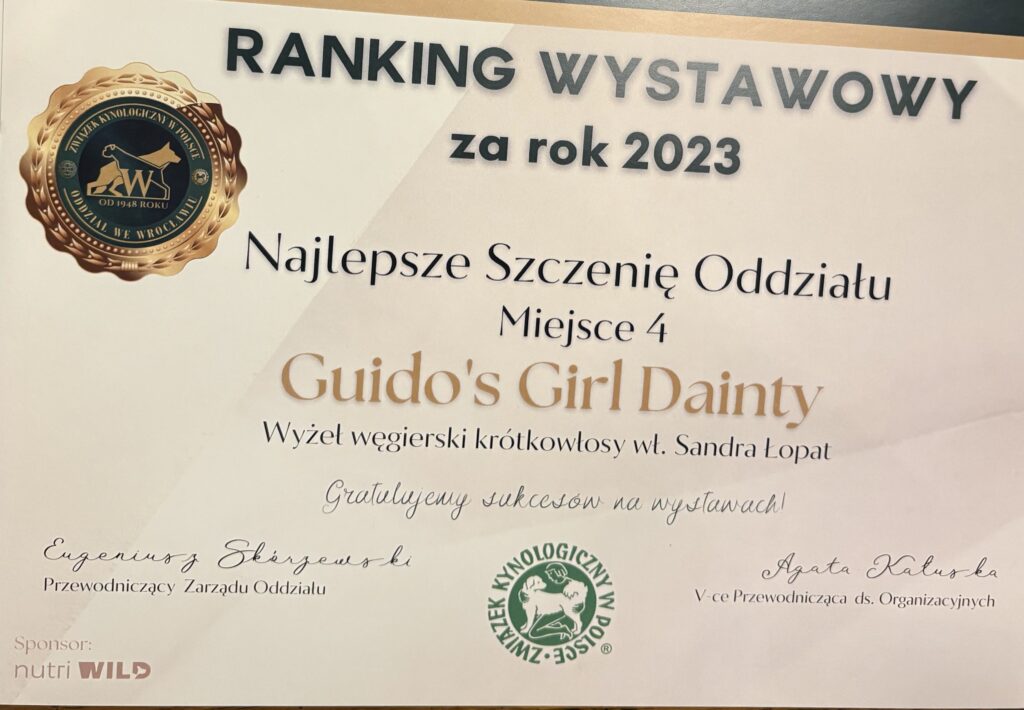 RANKING WYSTAWOWY
za rok 2023
ZWIĄZEK KYNOLOGICZNY W POLSCE
W
OD 1948 ROKU
ODDZIAŁ WE WROCŁAWIU
Najlepsze Szczenię Oddziału
Miejsce 4
Guido's Girl Dainty
Wyżeł węgierski krótkowłosy wł. Sandra Łopat
Gratulujemy sukcesów na wystawach!
Eugeniusz Skórzewski
Przewodniczący Zarządu Oddziału
ZWIĄZEK KYNOLOGICZNY W POLSCE ®
Agata Kałuska
V-ce Przewodnicząca ds. Organizacyjnych
Sponsor:
nutri WILD